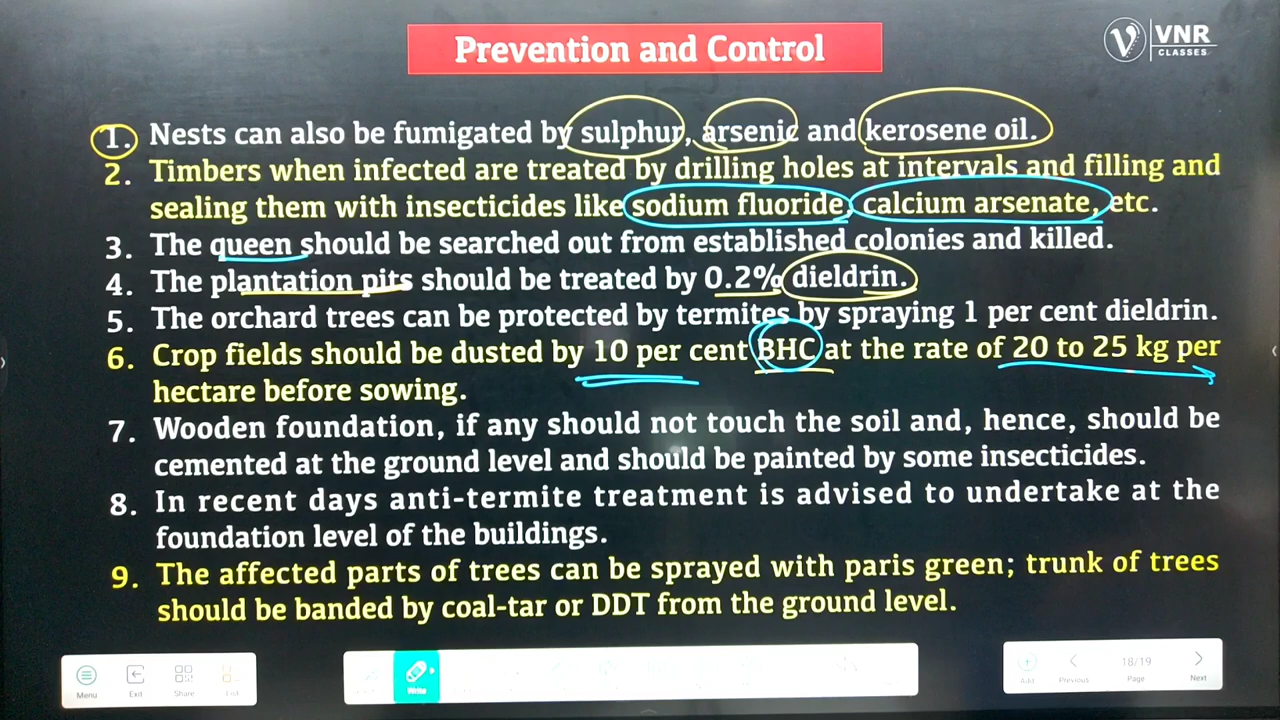 Prevention and Control
VNR
CLASSES
1. Nests can also be fumigated by sulphur, arsenic and kerosene oil.
2. Timbers when infected are treated by drilling holes at intervals and filling and
sealing them with insecticides like sodium fluoride, calcium arsenate, etc.
3. The queen should be searched out from established colonies and killed.
4. The plantation pits should be treated by 0.2% dieldrin.
5. The orchard trees can be protected by termites by spraying 1 per cent dieldrin.
6. Crop fields should be dusted by 10 per cent BHC at the rate of 20 to 25 kg per
hectare before sowing.
7. Wooden foundation, if any should not touch the soil and, hence, should be
cemented at the ground level and should be painted by some insecticides.
8. In recent days anti-termite treatment is advised to undertake at the
foundation level of the buildings.
9. The affected parts of trees can be sprayed with paris green; trunk of trees
should be banded by coal-tar or DDT from the ground level.
Menu Exit Share Write Add Previous 18/19 Page Next